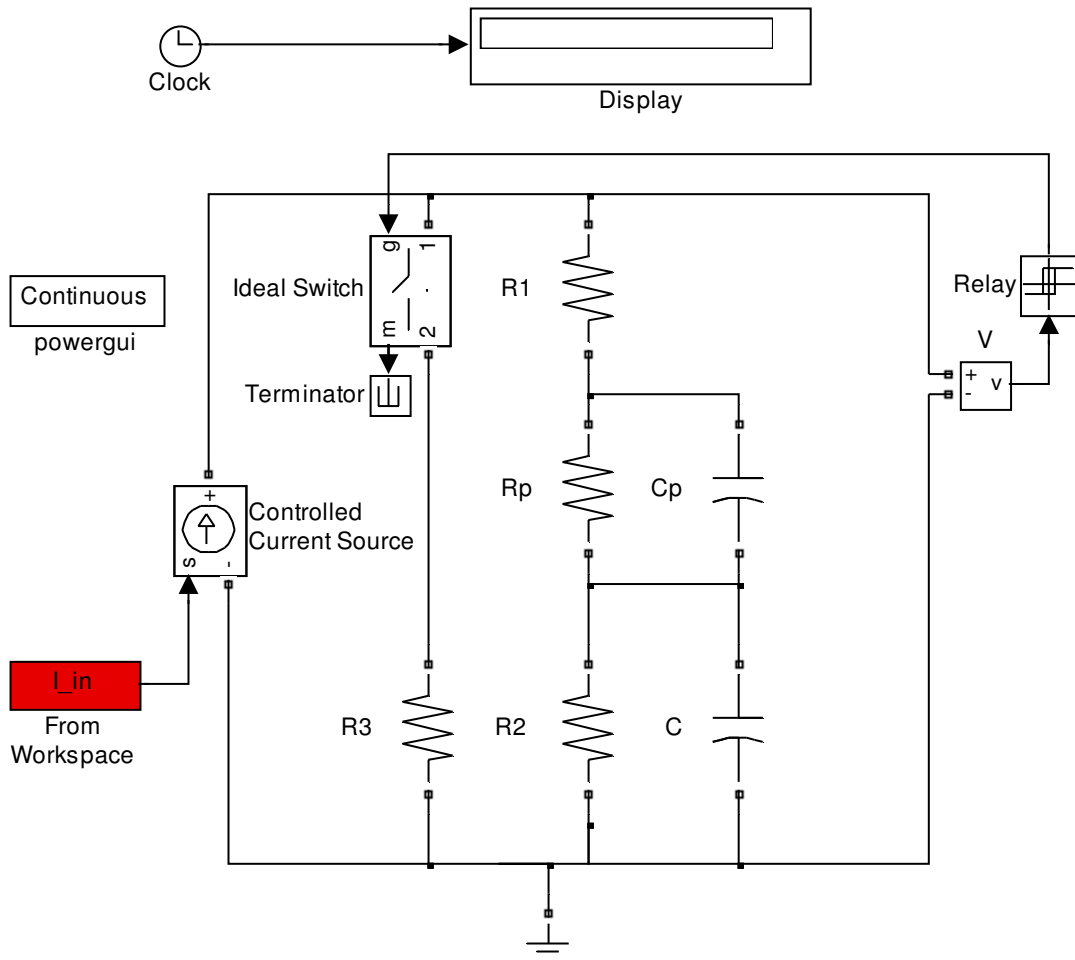 Clock
Display
g
1
Ideal Switch
m
2
Terminator
Continuous
powergui
R1
Relay
V
+
-
v
Rp
Cp
+
Controlled
Current Source
s
-
I_in
From
Workspace
R3
R2
C